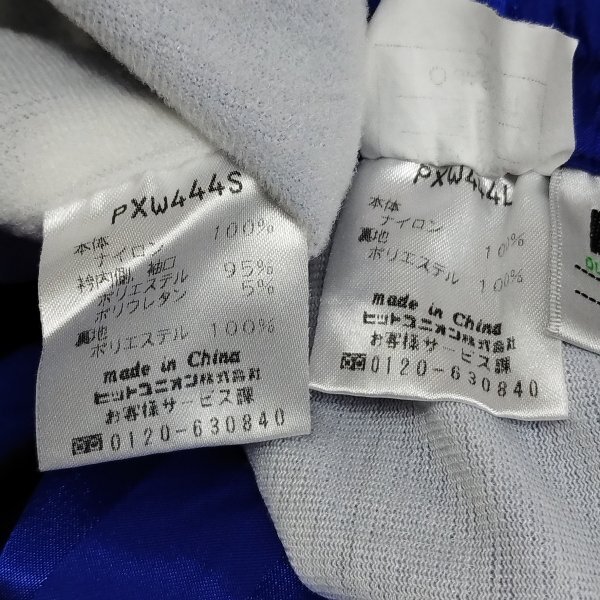 PXW444S
本体
ナイロン 100%
衿内側, 袖口
ポリエステル 95%
ポリウレタン 5%
裏地
ポリエステル 100%
made in China
ヒットユニオン株式会社
お客様サービス課
0120-630840
PXW444L
本体
ナイロン 100%
裏地
ポリエステル 100%
made in China
ヒットユニオン株式会社
お客様サービス課
0120-630840